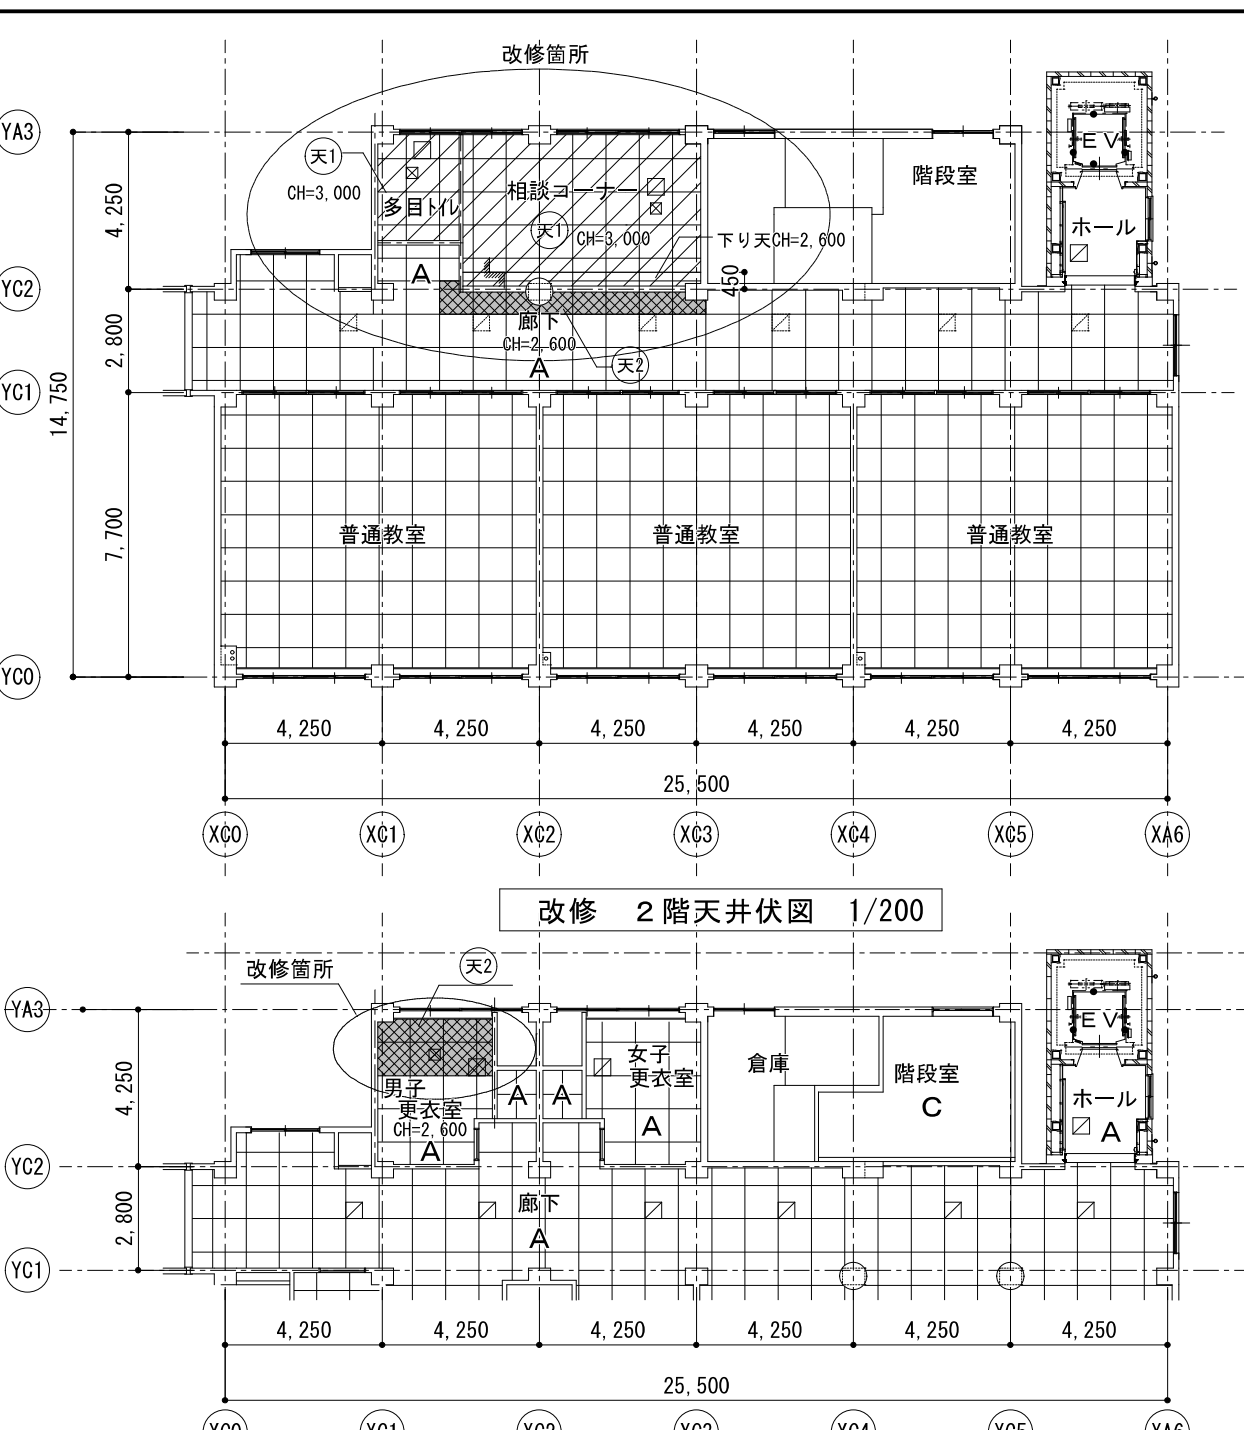 改修箇所
YA3
天1
CH=3,000
多目ﾄｲﾚ
相談コーナー
天1
CH=3,000
下り天CH=2,600
階段室
EV
ホール
4,250
A
450
YC2
廊下
CH=2,600
A
天2
2,800
YC1
14,750
7,700
普通教室
普通教室
普通教室
YC0
4,250
4,250
4,250
4,250
4,250
4,250
25,500
XC0
XC1
XC2
XC3
XC4
XC5
XA6
改修　２階天井伏図　1/200
改修箇所
天2
YA3
EV
女子
更衣室
倉庫
階段室
C
男子
更衣室
CH=2,600
A
A
A
A
ホール
A
4,250
YC2
廊下
A
2,800
YC1
4,250
4,250
4,250
4,250
4,250
4,250
25,500
XC0
XC1
XC2
XC3
XC4
XC5
XA6